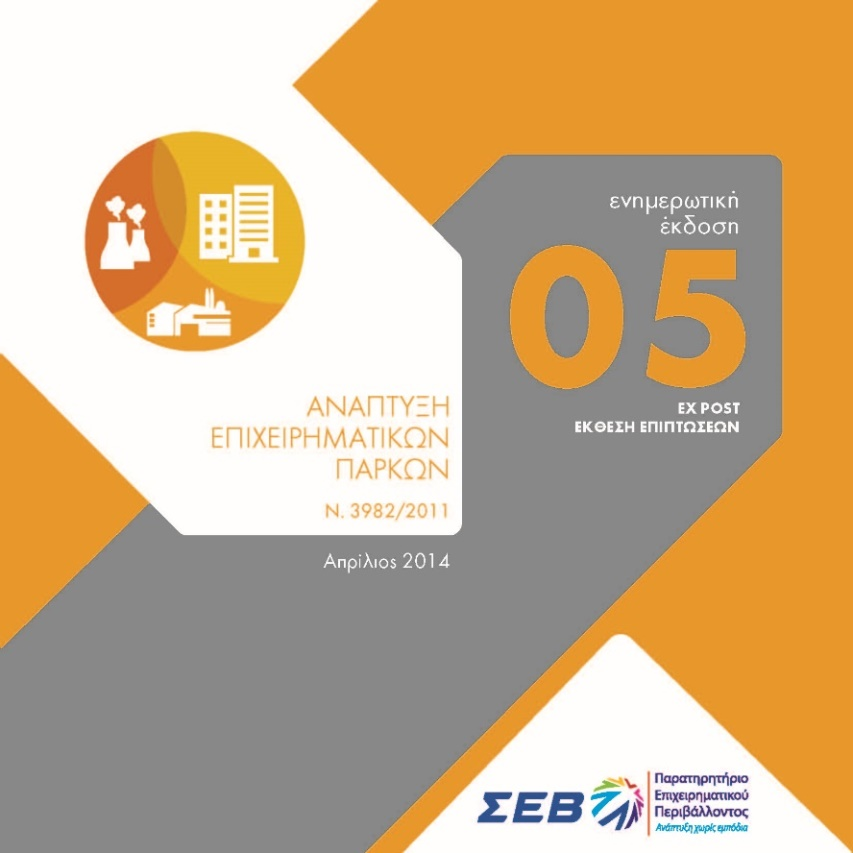 ενημερωτική
έκδοση
05
EX POST
ΕΚΘΕΣΗ ΕΠΙΠΤΩΣΕΩΝ
ΑΝΑΠΤΥΞΗ
ΕΠΙΧΕΙΡΗΜΑΤΙΚΩΝ
ΠΑΡΚΩΝ
Ν. 3982/2011
Απρίλιος 2014
ΣΕΒ
Παρατηρητήριο
Επιχειρηματικού
Περιβάλλοντος
Ανάπτυξη χωρίς εμπόδια